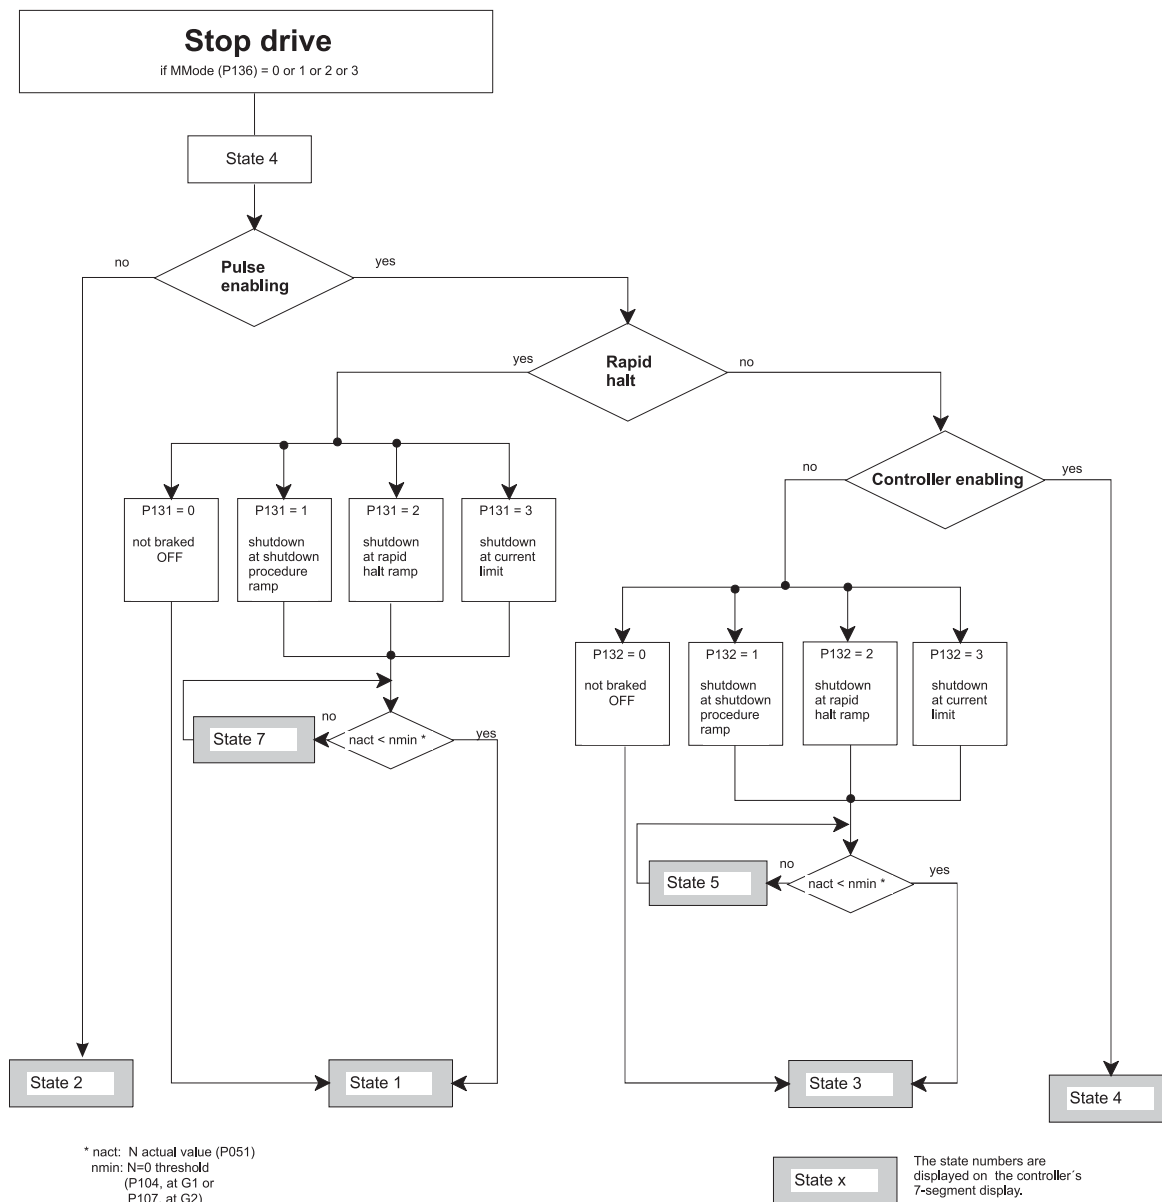 Stop drive
if MMode (P136) = 0 or 1 or 2 or 3
State 4
no
Pulse
enabling
yes
yes
Rapid
halt
no
no
Controller enabling
yes
P131 = 0
not braked
OFF
P131 = 1
shutdown
at shutdown
procedure
ramp
P131 = 2
shutdown
at rapid
halt ramp
P131 = 3
shutdown
at current
limit
P132 = 0
not braked
OFF
P132 = 1
shutdown
at shutdown
procedure
ramp
P132 = 2
shutdown
at rapid
halt ramp
P132 = 3
shutdown
at current
limit
State 7
no
nact < nmin *
yes
State 5
no
nact < nmin *
yes
State 2
State 1
State 3
State 4
* nact: N actual value (P051)
nmin: N=0 threshold
(P104, at G1 or
P107, at G2)
State x
The state numbers are
displayed on the controller´s
7-segment display.